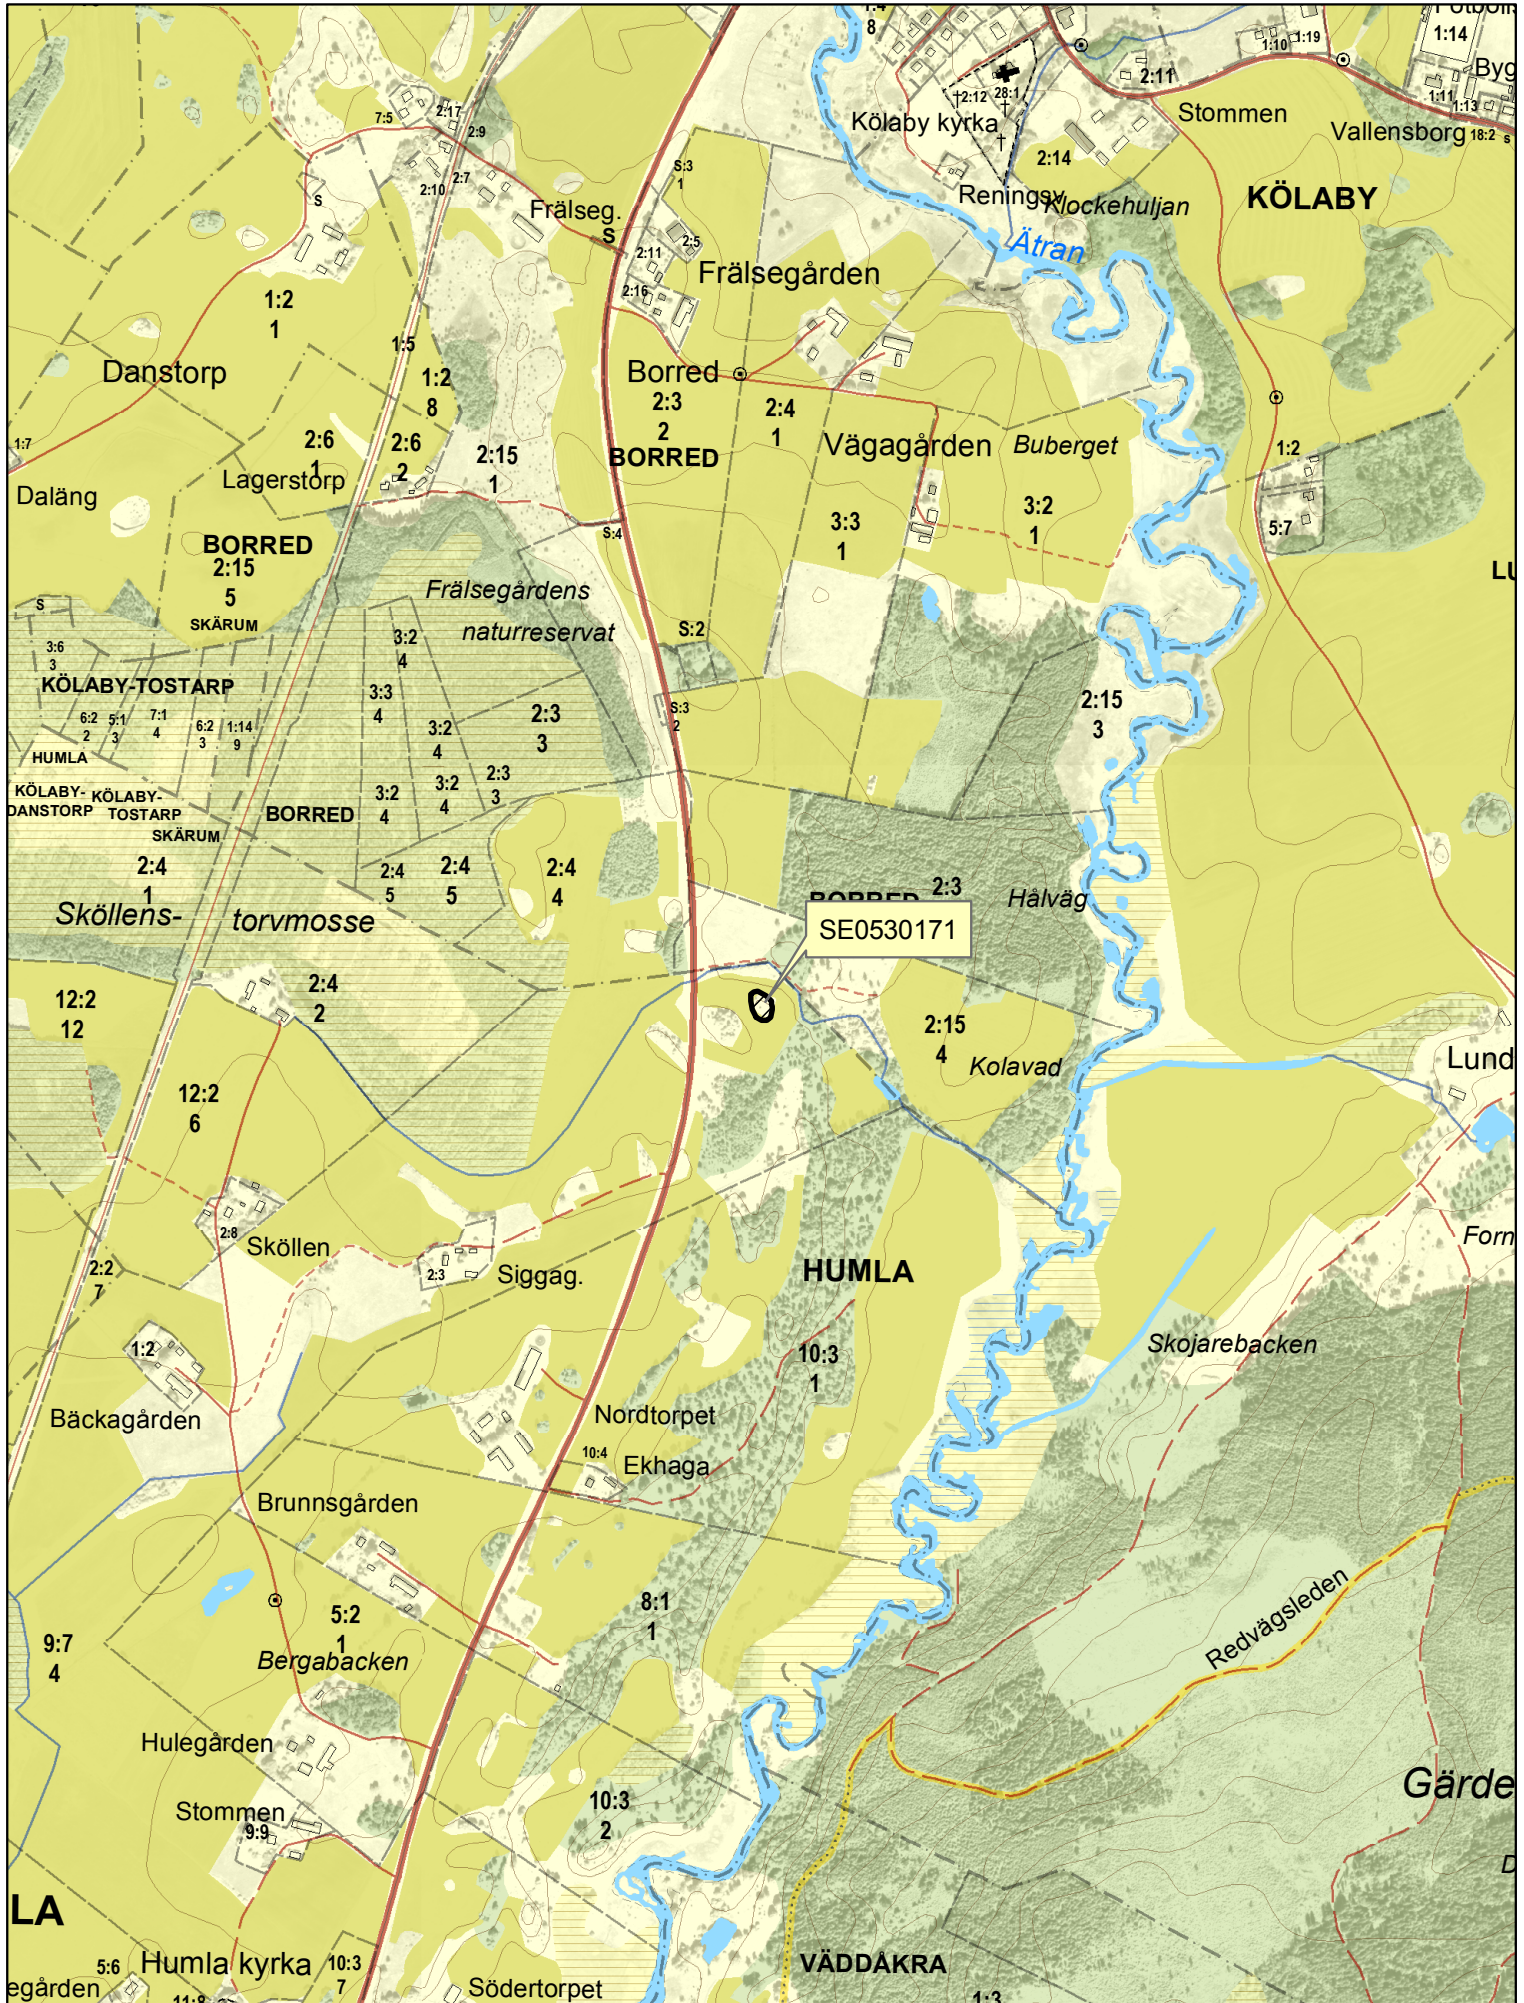 8
1:14
1:10
1:19
2:11
1:11
1:13
2:17
7:5
2:9
2:12
28:1
Kölaby kyrka
Stommen
Vallensborg
18:2
s
2:14
S:3
1
2:10
2:7
S
Reningsv
Klockehuljan
KÖLABY
Frälseg.
S
2:5
2:11
Ätran
Frälsegården
2:16
1:2
1
1:5
Danstorp
1:2
8
Borred
2:3
2
2:4
1
BORRED
Vägagården
Buberget
1:2
1:7
2:6
1
2:6
2
2:15
1
Lagerstorp
Daläng
3:3
1
3:2
1
5:7
S:4
BORRED
2:15
5
SKÄRUM
S
Frälsegårdens
naturreservat
3:2
4
S:2
3:6
3
KÖLABY-TOSTARP
3:3
4
2:15
3
6:2
2
5:1
3
7:1
4
6:2
3
1:14
9
3:2
4
2:3
3
S:3
2
HUMLA
KÖLABY-
DANSTORP
KÖLABY-
TOSTARP
SKÄRUM
BORRED
3:2
4
3:2
4
2:3
3
2:4
1
2:4
5
2:4
5
2:4
4
BORRED
2:3
Hålväg
Sköllens-
torvmosse
SE0530171
12:2
12
2:4
2
2:15
4
Kolavad
Lund
12:2
6
2:8
Sköllen
2:3
Siggag.
Forn
2:2
7
HUMLA
1:2
10:3
1
Skojarebacken
Bäckagården
Nordtorpet
10:4
Ekhaga
Brunnsgården
5:2
1
Bergabacken
8:1
1
9:7
4
Redvägsleden
Hulegården
Gärde
Stommen
9:9
10:3
2
LA
Humla kyrka
10:3
7
5:6
egården
11:8
Södertorpet
VÄDDÅKRA
1:3